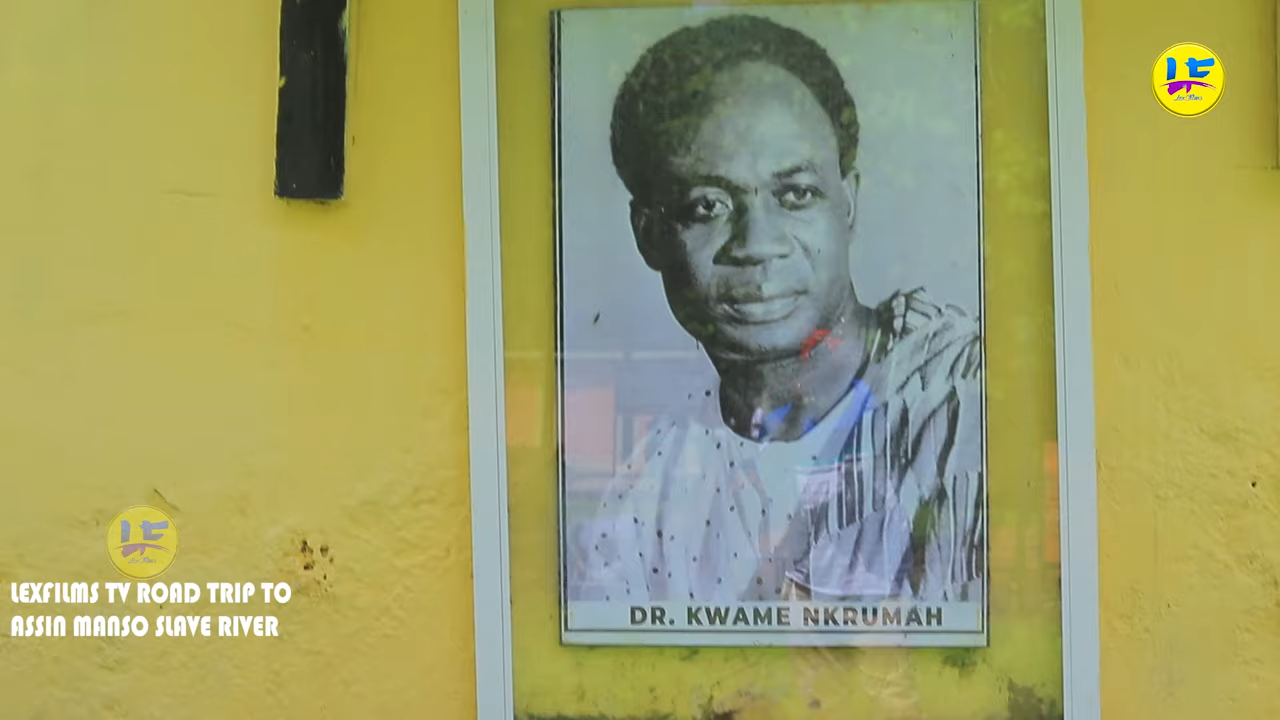 DR. KWAME NKRUMAH
LEXFILMS TV ROAD TRIP TO
ASSIN MANSO SLAVE RIVER